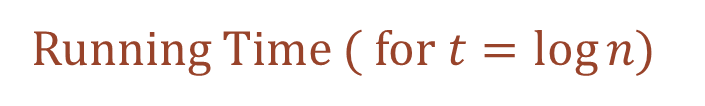 Running Time ( for t = log n)